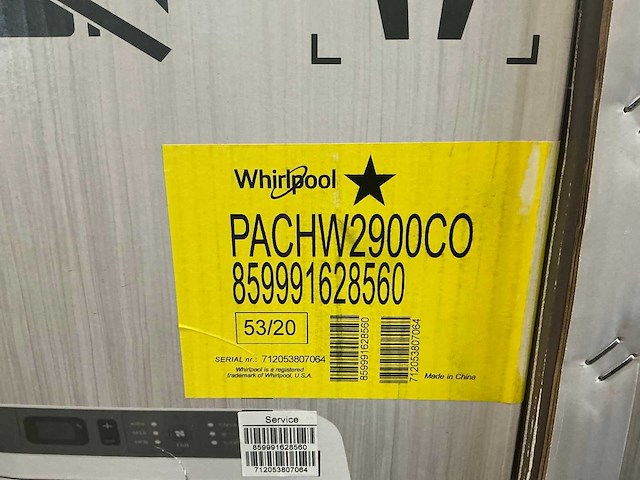 Whirlpool
PACHW2900CO
859991628560
53/20
SERIAL nr.: 712053807064
Whirlpool is a registered
trademark of Whirlpool, U.S.A.
859991628560
712053807064
Made in China
Service
859991628560
712053807064